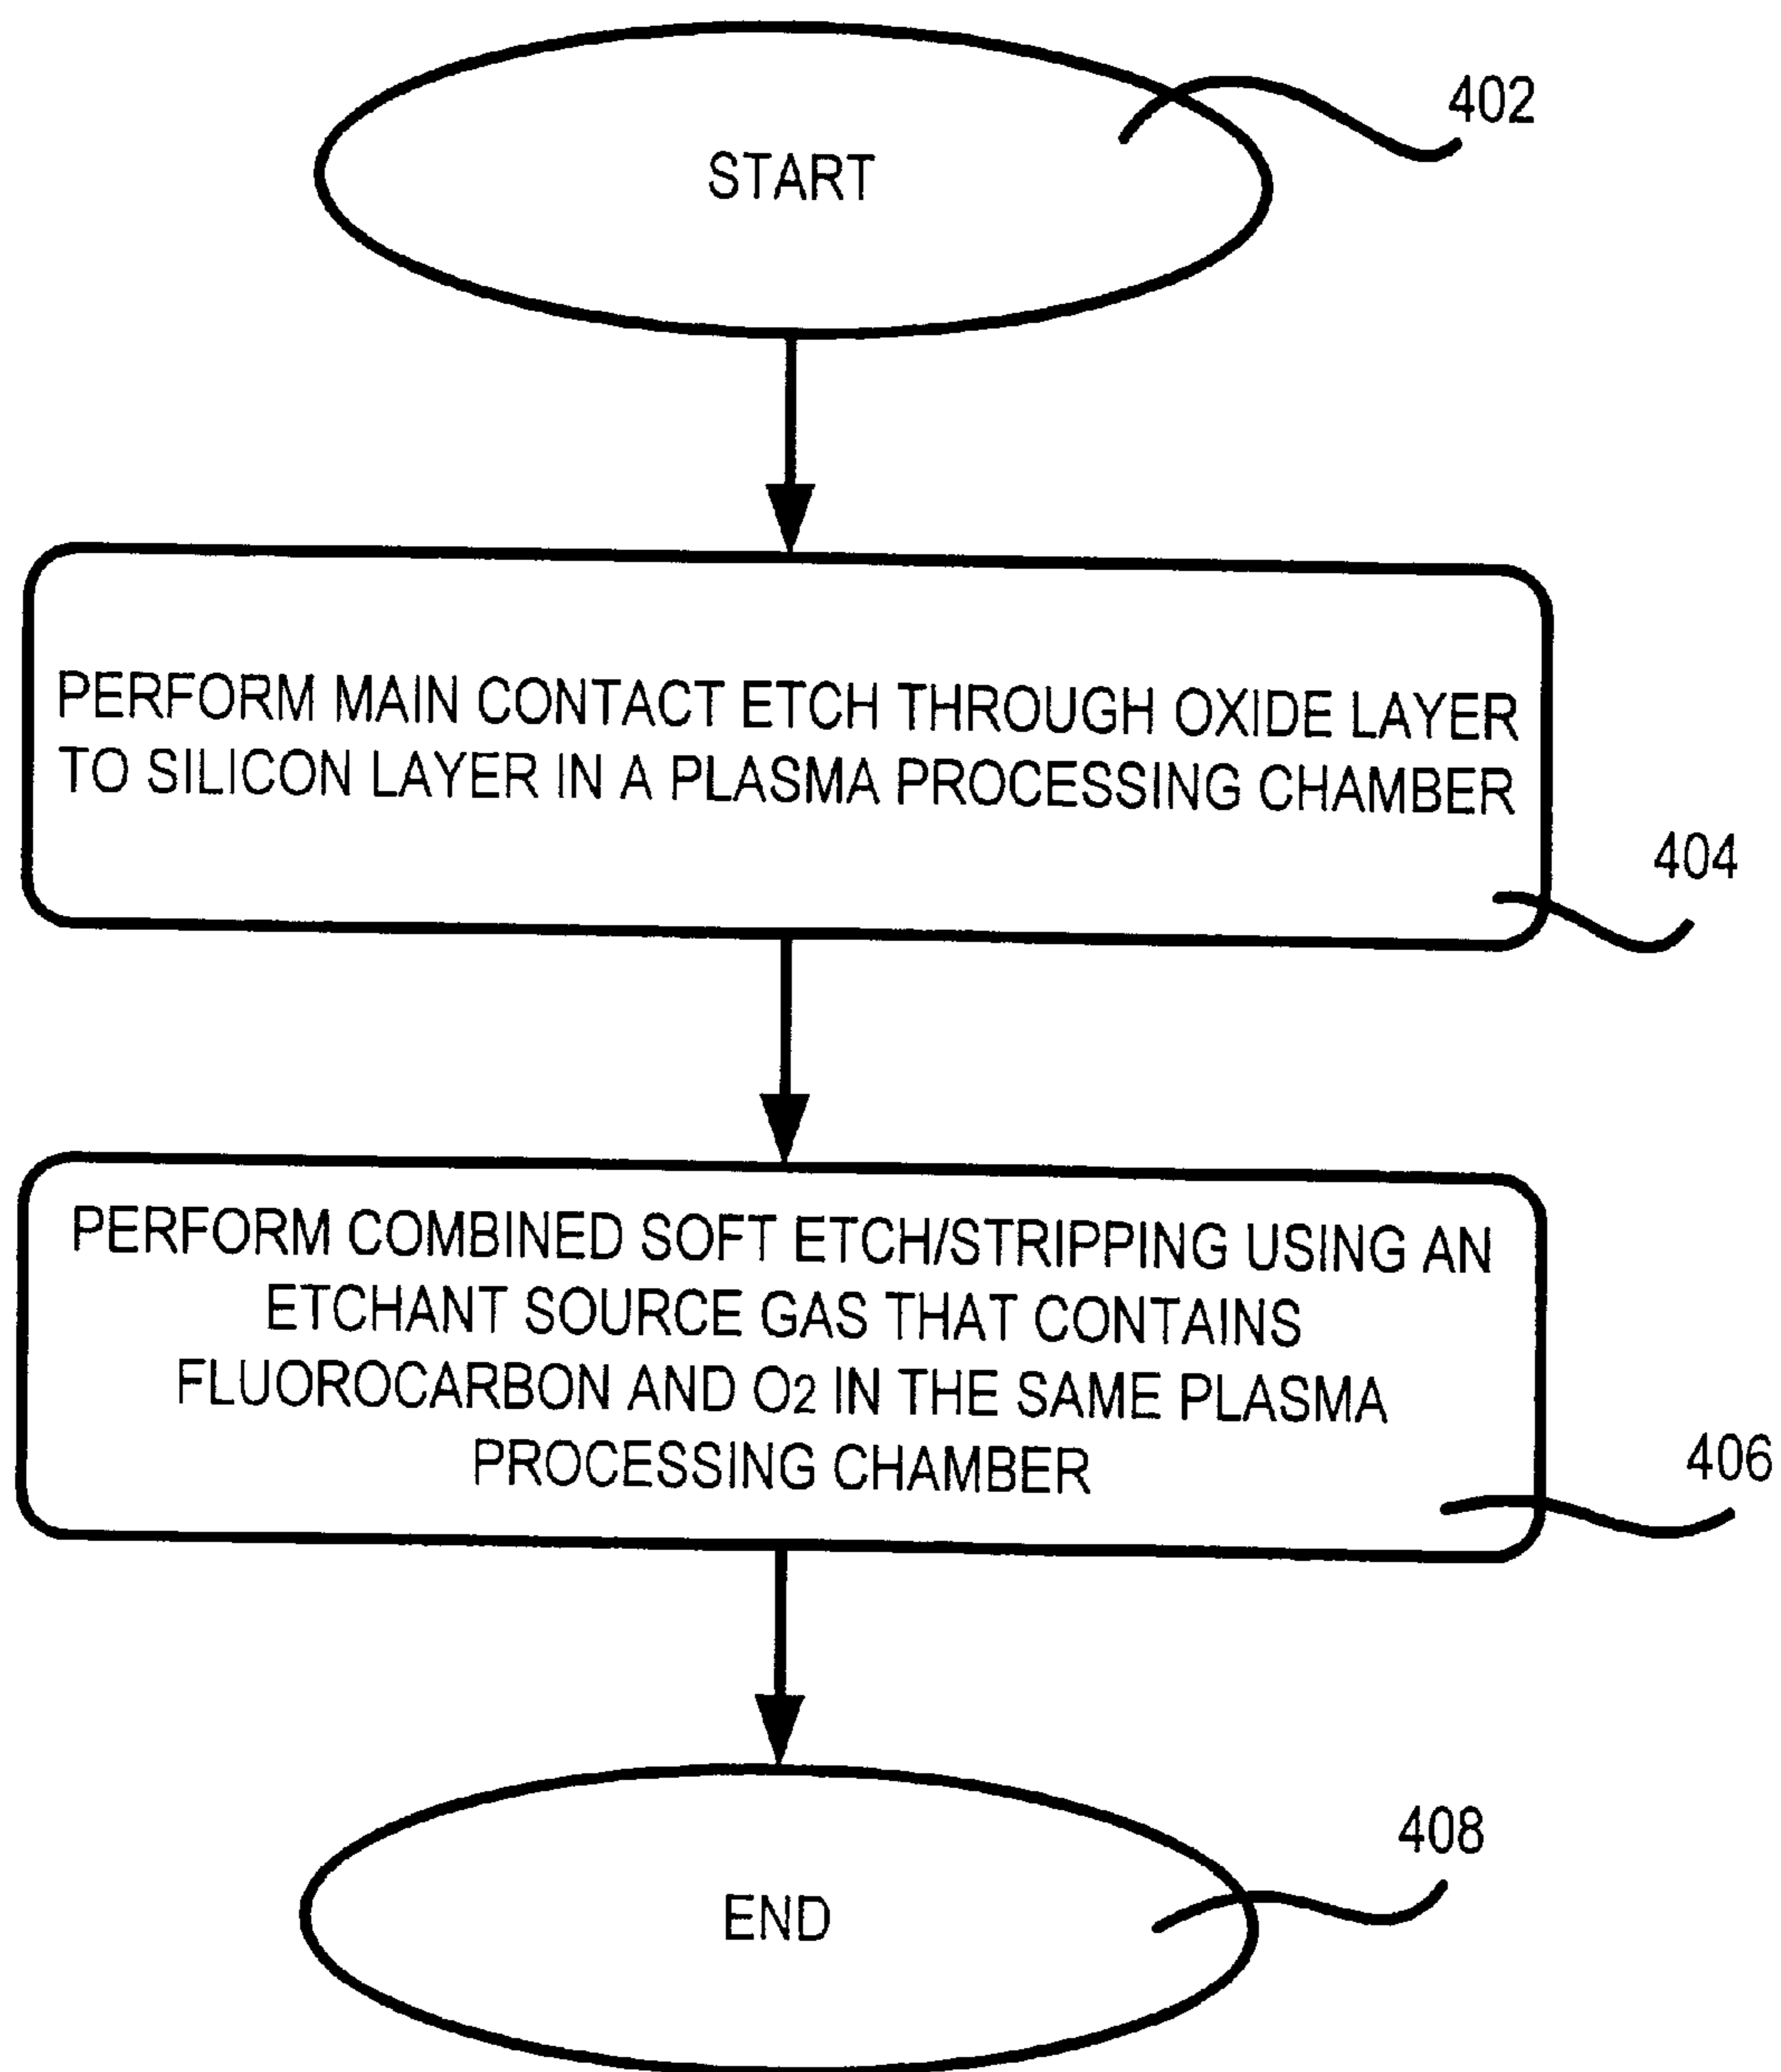 402
START
PERFORM MAIN CONTACT ETCH THROUGH OXIDE LAYER
TO SILICON LAYER IN A PLASMA PROCESSING CHAMBER
404
PERFORM COMBINED SOFT ETCH/STRIPPING USING AN
ETCHANT SOURCE GAS THAT CONTAINS
FLUOROCARBON AND O2 IN THE SAME PLASMA
PROCESSING CHAMBER
406
408
END